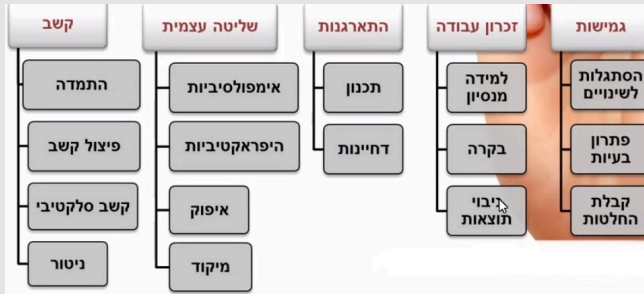 גמישות
הסתגלות
לשינויים
פתרון
בעיות
קבלת
החלטות
זכרון עבודה
למידה
מנסיון
בקרה
ניבוי
תוצאות
התארגנות
תכנון
דחיינות
שליטה עצמית
אימפולסיביות
היפראקטיביות
איפוק
מיקוד
קשב
התמדה
פיצול קשב
קשב סלקטיבי
ניטור